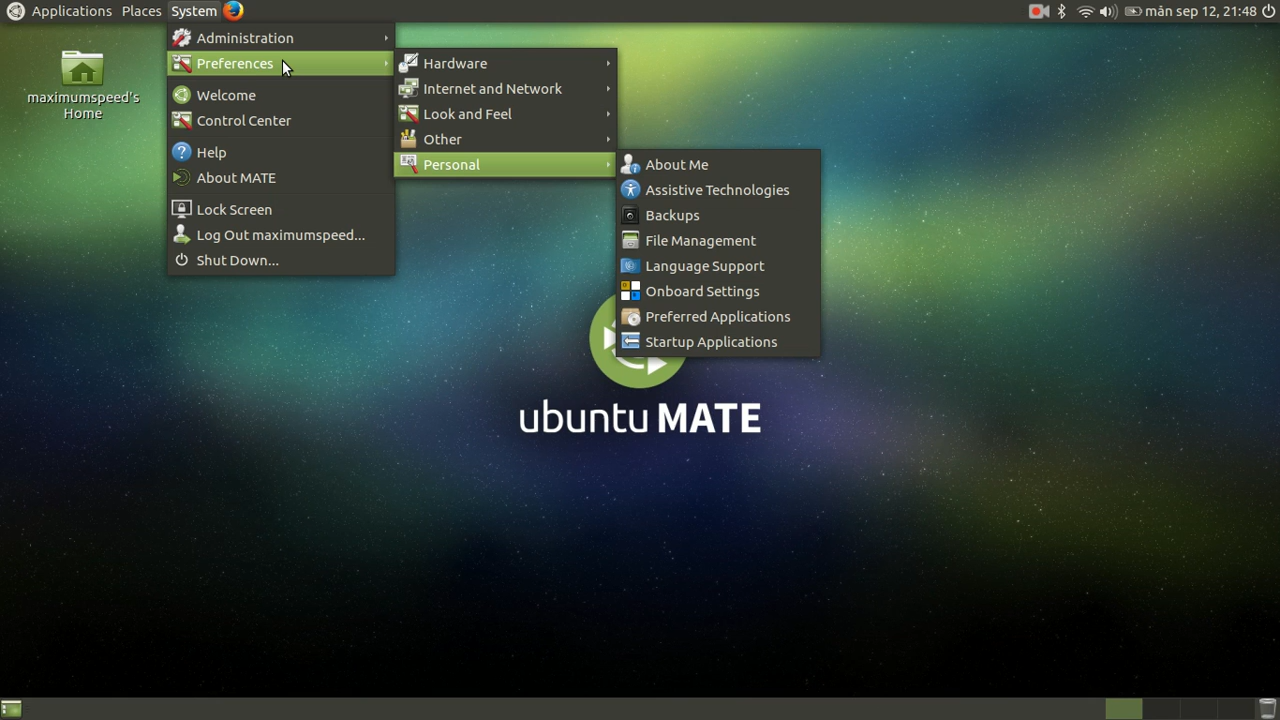 Applications Places System
mån sep 12, 21:48
maximumspeed's
Home
Administration
Preferences
Welcome
Control Center
Help
About MATE
Lock Screen
Log Out maximumspeed...
Shut Down...
Hardware
Internet and Network
Look and Feel
Other
Personal
About Me
Assistive Technologies
Backups
File Management
Language Support
Onboard Settings
Preferred Applications
Startup Applications
ubuntu MATE